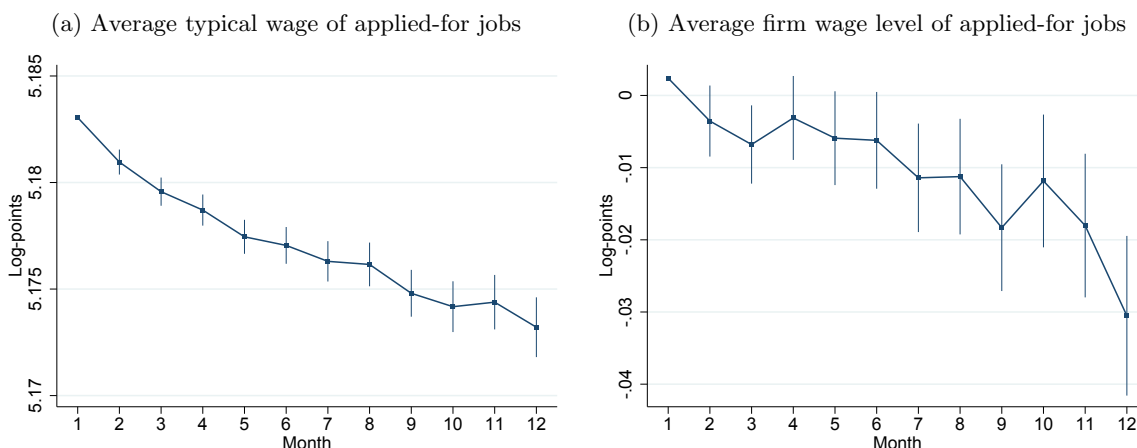 (a) Average typical wage of applied-for jobs
Log-points
5.185
5.18
5.175
5.17
1 2 3 4 5 6 7 8 9 10 11 12
Month
(b) Average firm wage level of applied-for jobs
Log-points
0
-.01
-.02
-.03
-.04
1 2 3 4 5 6 7 8 9 10 11 12
Month